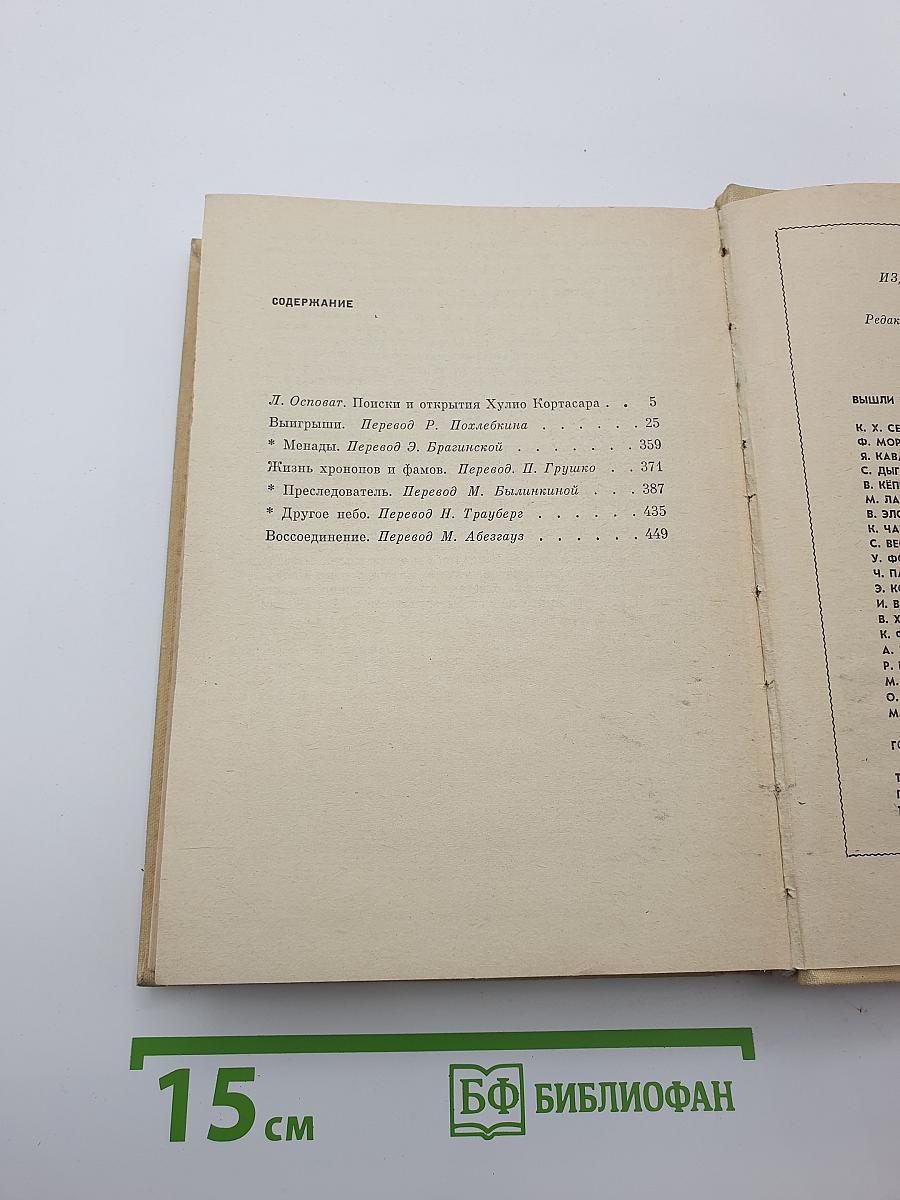 СОДЕРЖАНИЕ
Л. Осповат. Поиски и открытия Хулио Кортасара . . 5
Выигрыши. Перевод Р. Похлебкина . . . . . . 25
* Менады. Перевод Э. Брагинской . . . . . . . 359
Жизнь хронопов и фамов. Перевод. П. Грушко . . 371
* Преследователь. Перевод М. Былинкиной . . . 387
* Другое небо. Перевод Н. Трауберг . . . . . . 435
Воссоединение. Перевод М. Абезгауз . . . . . . 449
ВЫШЛИ
К. Х.
Ф.
Я.
С.
В.
М.
В.
К.
С.
У.
Ч.
Э.
И.
В.
К.
А.
Р.
М.
О.
М.
15 см
БФ БИБЛИОФАН